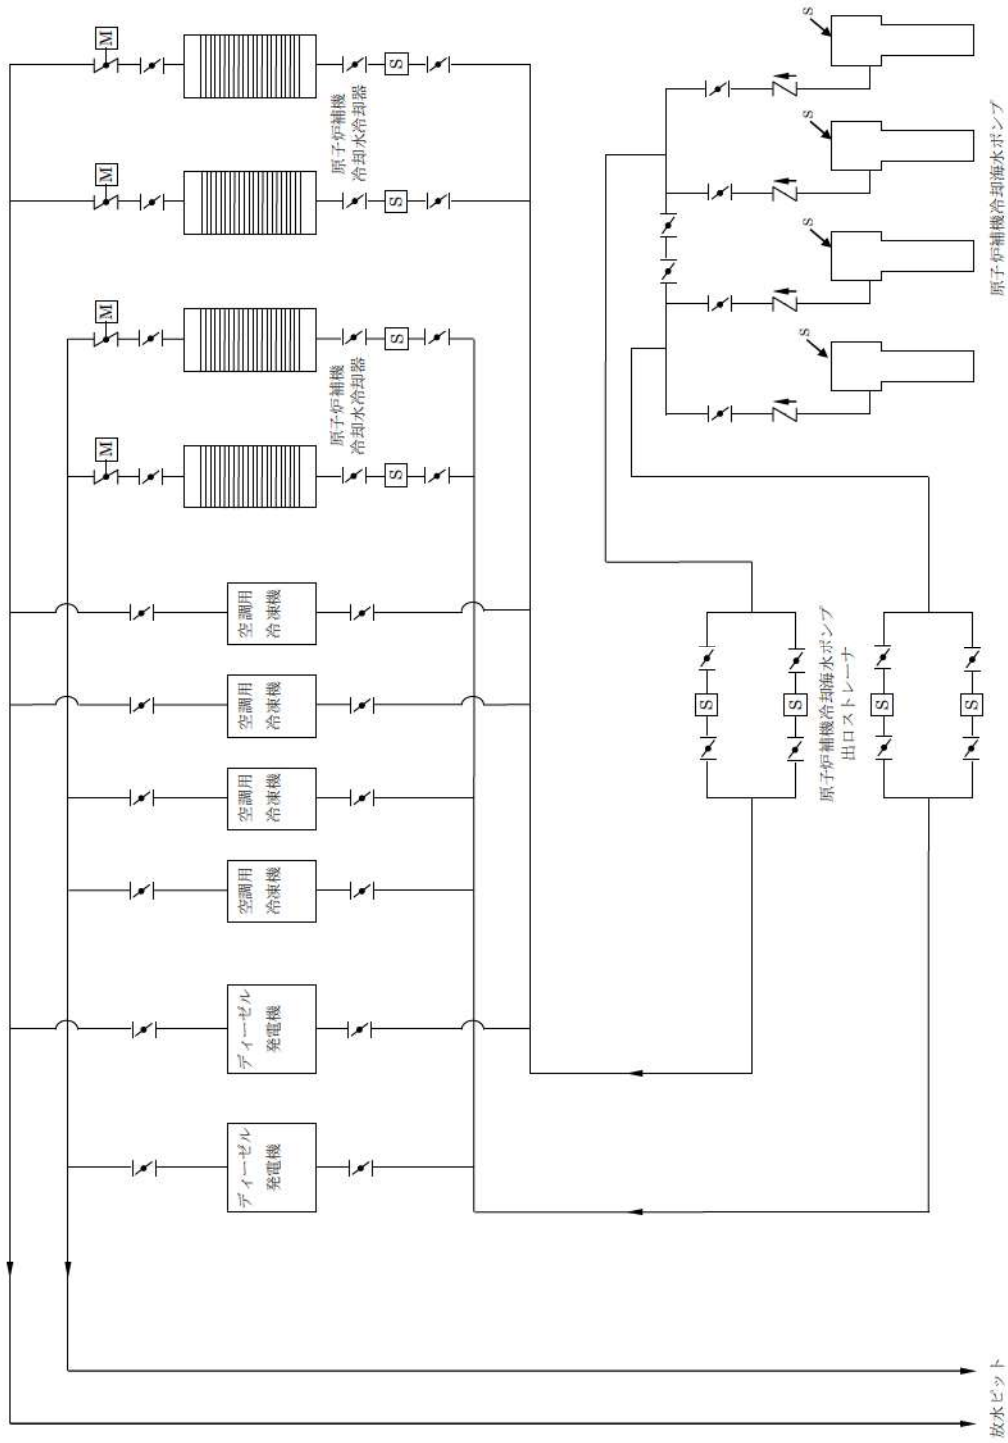 M
M
M
M
ディーゼル
発電機
ディーゼル
発電機
空調用
冷凍機
空調用
冷凍機
空調用
冷凍機
空調用
冷凍機
原子炉補機
冷却水冷却器
原子炉補機
冷却水冷却器
S
S
S
S
S
S
原子炉補機冷却海水ポンプ
出口ストレーナ
S
S
s
s
s
s
放水ピット
原子炉補機冷却海水ポンプ